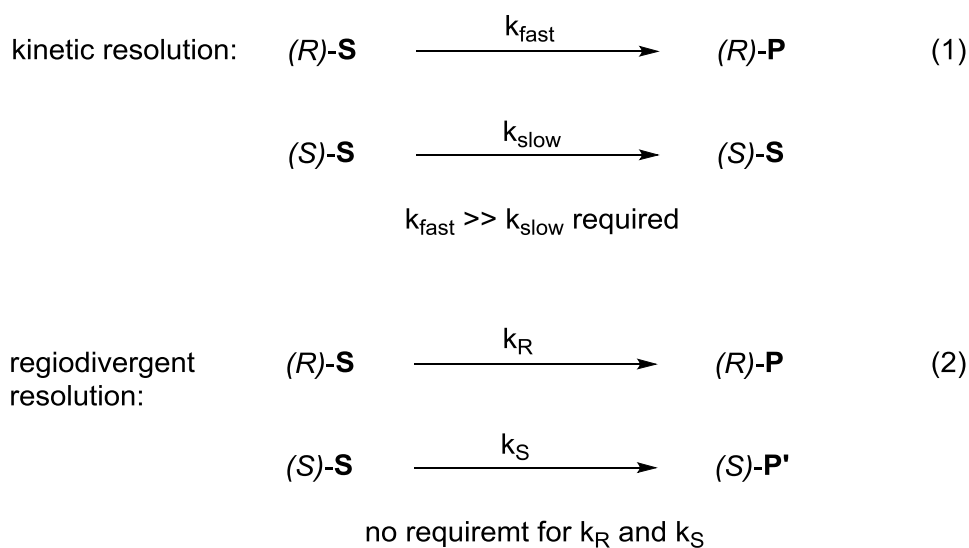 kinetic resolution: (R)-S k_fast (R)-P (1)
(S)-S k_slow (S)-S
k_fast >> k_slow required
regiodivergent resolution: (R)-S k_R (R)-P (2)
(S)-S k_S (S)-P'
no requiremt for k_R and k_S